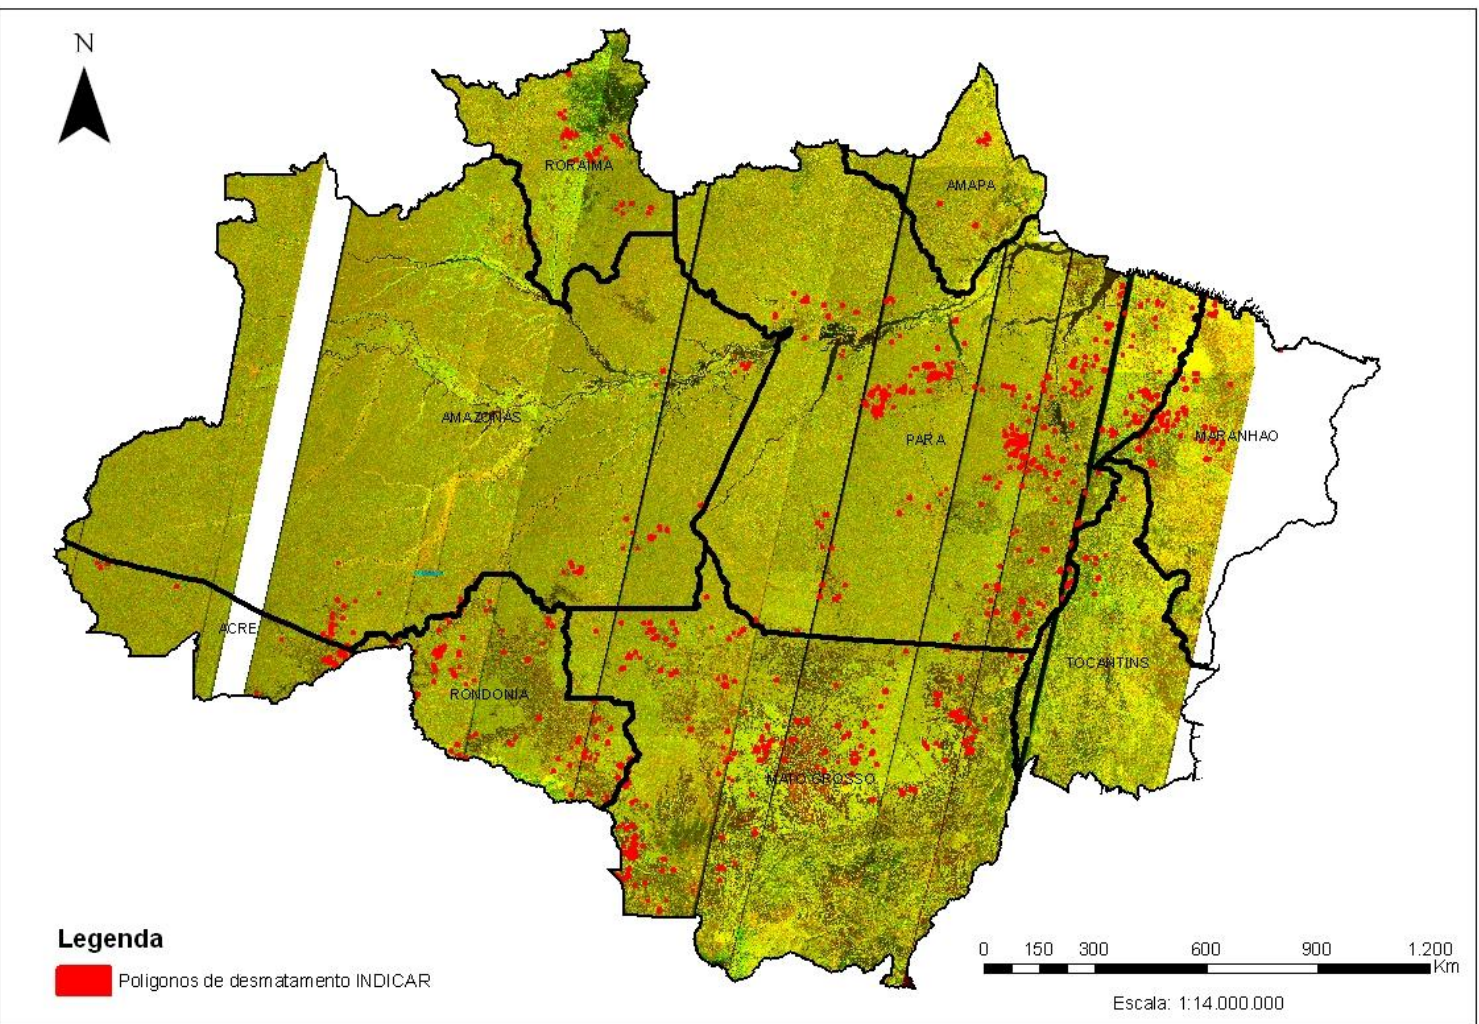 N
RORAIMA
AMAPA
AMAZONAS
PARA
MARANHAO
ACRE
TOCANTINS
RONDONIA
MATO GROSSO
Legenda
Poligonos de desmatamento INDICAR
0 150 300 600 900 1.200
Km
Escala: 1:14.000.000